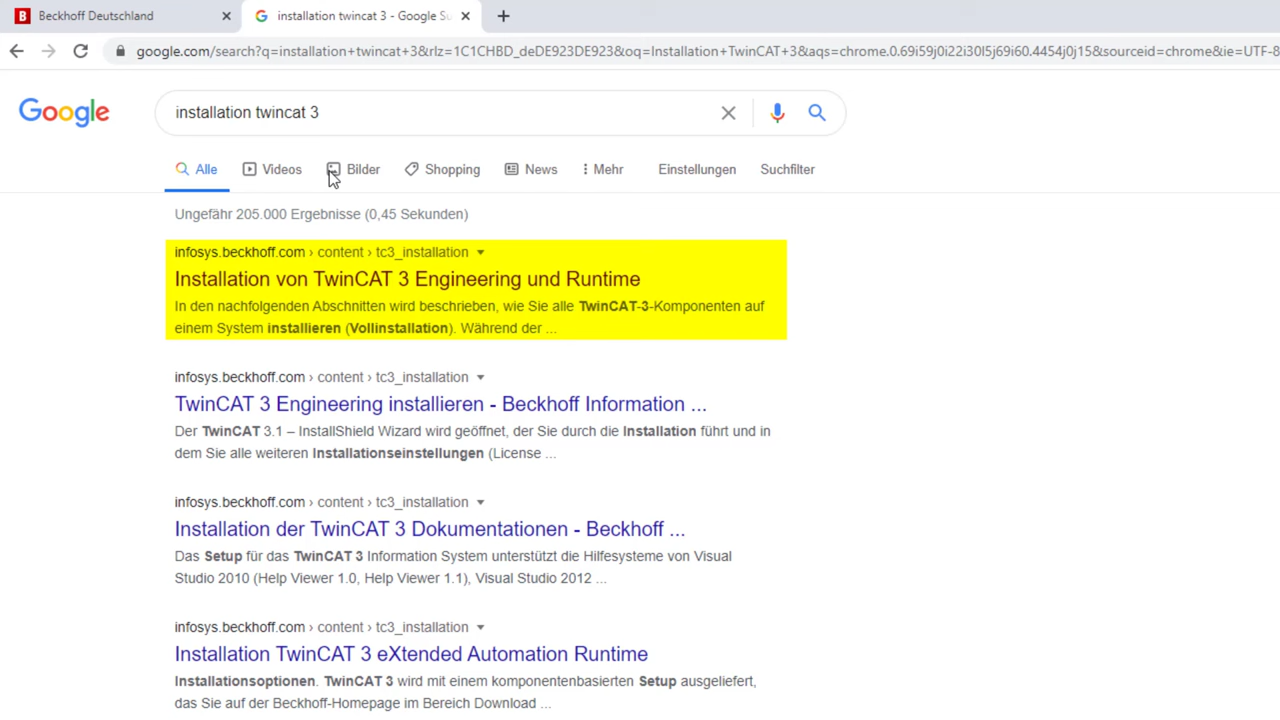 Beckhoff Deutschland
installation twincat 3 - Google Su
google.com/search?q=installation+twincat+3&rlz=1C1CHBD_deDE923DE923&oq=Installation+TwinCAT+3&aqs=chrome.0.69i59j0i22i30l5j69i60.4454j0j15&sourceid=chrome&ie=UTF-8
Google
installation twincat 3
Alle Videos Bilder Shopping News Mehr Einstellungen Suchfilter
Ungefähr 205.000 Ergebnisse (0,45 Sekunden)
infosys.beckhoff.com › content › tc3_installation
Installation von TwinCAT 3 Engineering und Runtime
In den nachfolgenden Abschnitten wird beschrieben, wie Sie alle TwinCAT-3-Komponenten auf
einem System installieren (Vollinstallation). Während der ...
infosys.beckhoff.com › content › tc3_installation
TwinCAT 3 Engineering installieren - Beckhoff Information ...
Der TwinCAT 3.1 – InstallShield Wizard wird geöffnet, der Sie durch die Installation führt und in
dem Sie alle weiteren Installationseinstellungen (License ...
infosys.beckhoff.com › content › tc3_installation
Installation der TwinCAT 3 Dokumentationen - Beckhoff ...
Das Setup für das TwinCAT 3 Information System unterstützt die Hilfesysteme von Visual
Studio 2010 (Help Viewer 1.0, Help Viewer 1.1), Visual Studio 2012 ...
infosys.beckhoff.com › content › tc3_installation
Installation TwinCAT 3 eXtended Automation Runtime
Installationsoptionen. TwinCAT 3 wird mit einem komponentenbasierten Setup ausgeliefert,
das Sie auf der Beckhoff-Homepage im Bereich Download ...